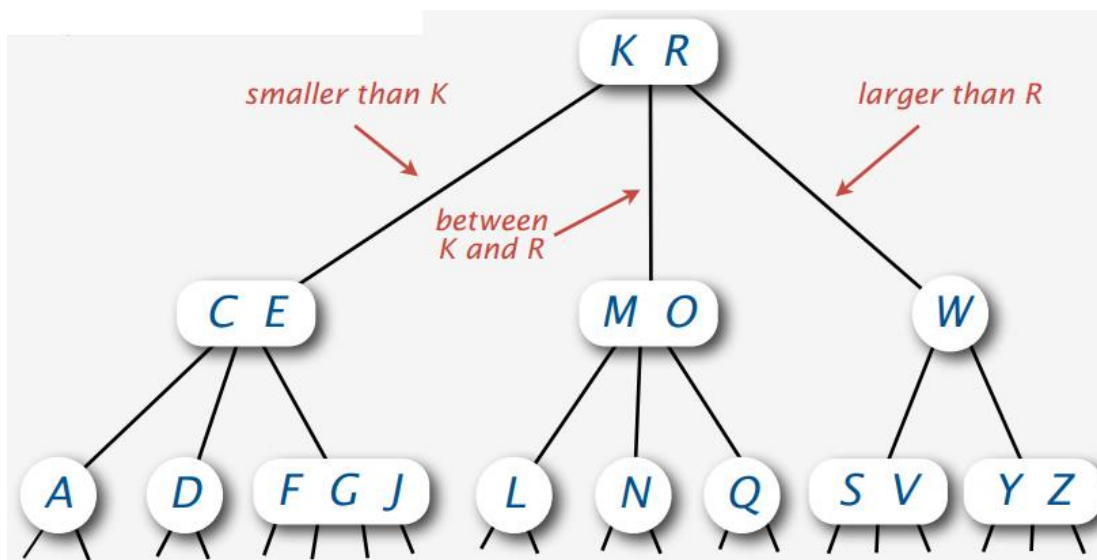 K R
smaller than K
larger than R
between
K and R
C E
M O
W
A
D
F G J
L
N
Q
S V
Y Z